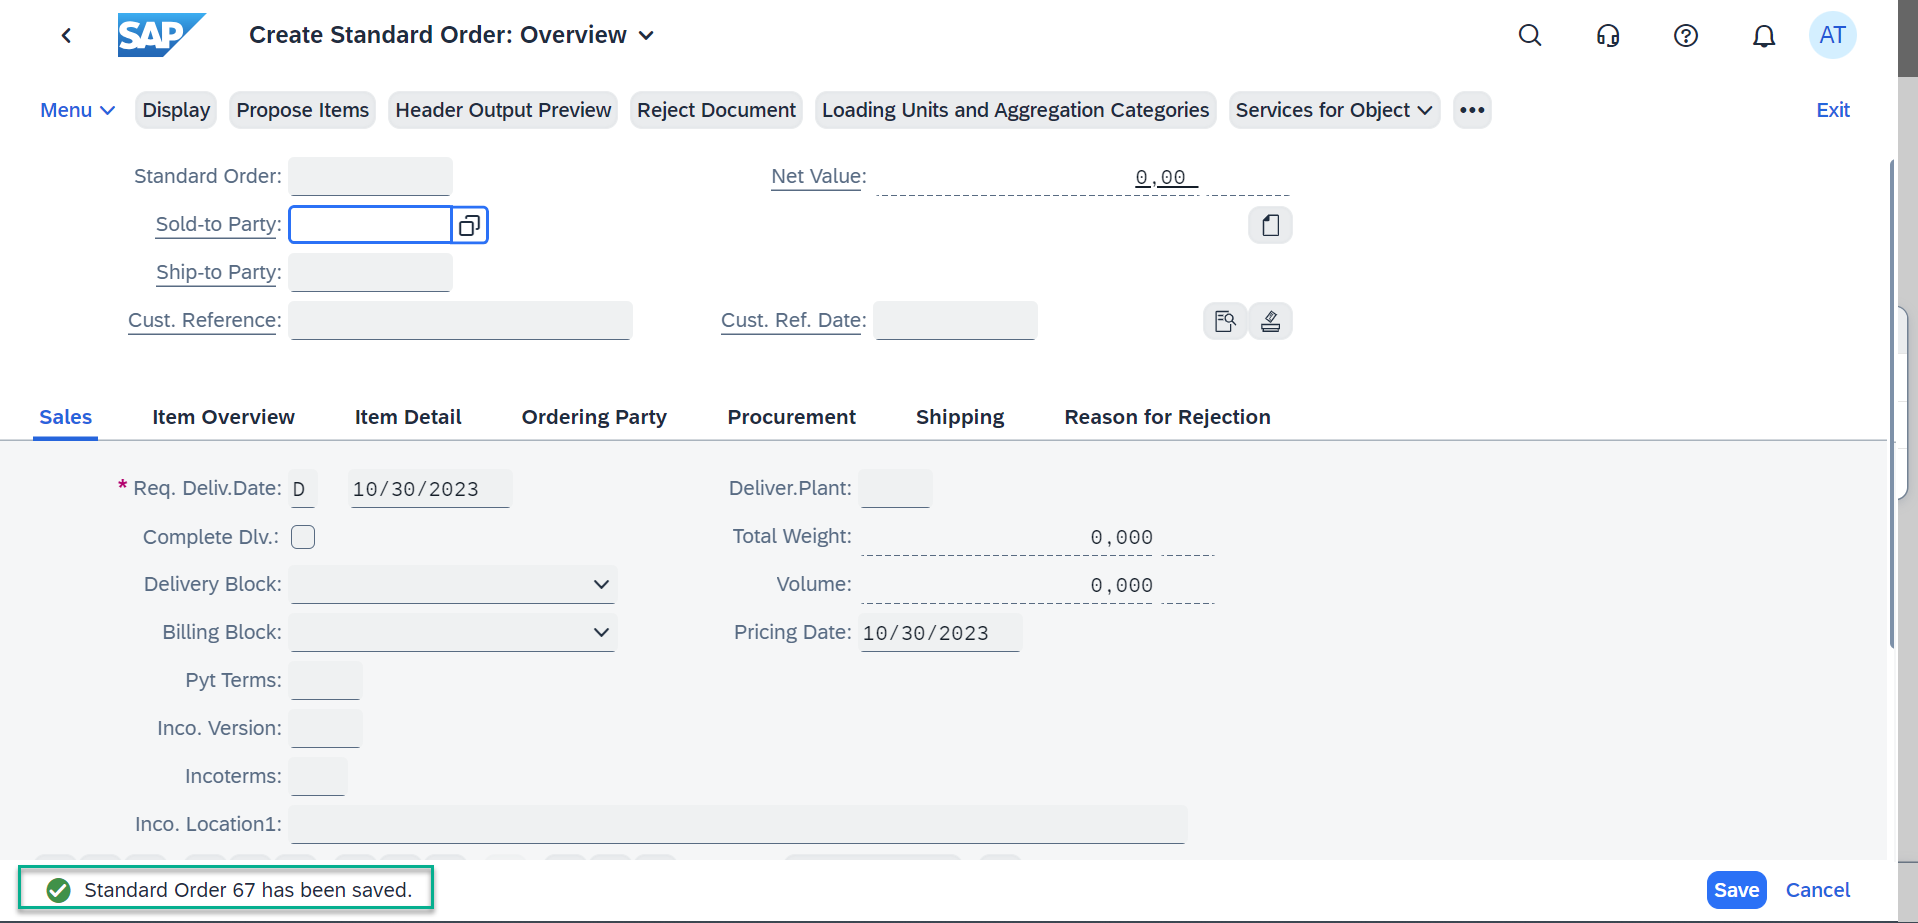 SAP Create Standard Order: Overview AT
Menu Display Propose Items Header Output Preview Reject Document Loading Units and Aggregation Categories Services for Object ••• Exit
Standard Order: Net Value: 0,00
Sold-to Party:
Ship-to Party:
Cust. Reference: Cust. Ref. Date:
Sales Item Overview Item Detail Ordering Party Procurement Shipping Reason for Rejection
* Req. Deliv.Date: D 10/30/2023 Deliver.Plant:
Complete Dlv.: Total Weight: 0,000
Delivery Block: Volume: 0,000
Billing Block: Pricing Date: 10/30/2023
Pyt Terms:
Inco. Version:
Incoterms:
Inco. Location1:
Standard Order 67 has been saved. Save Cancel